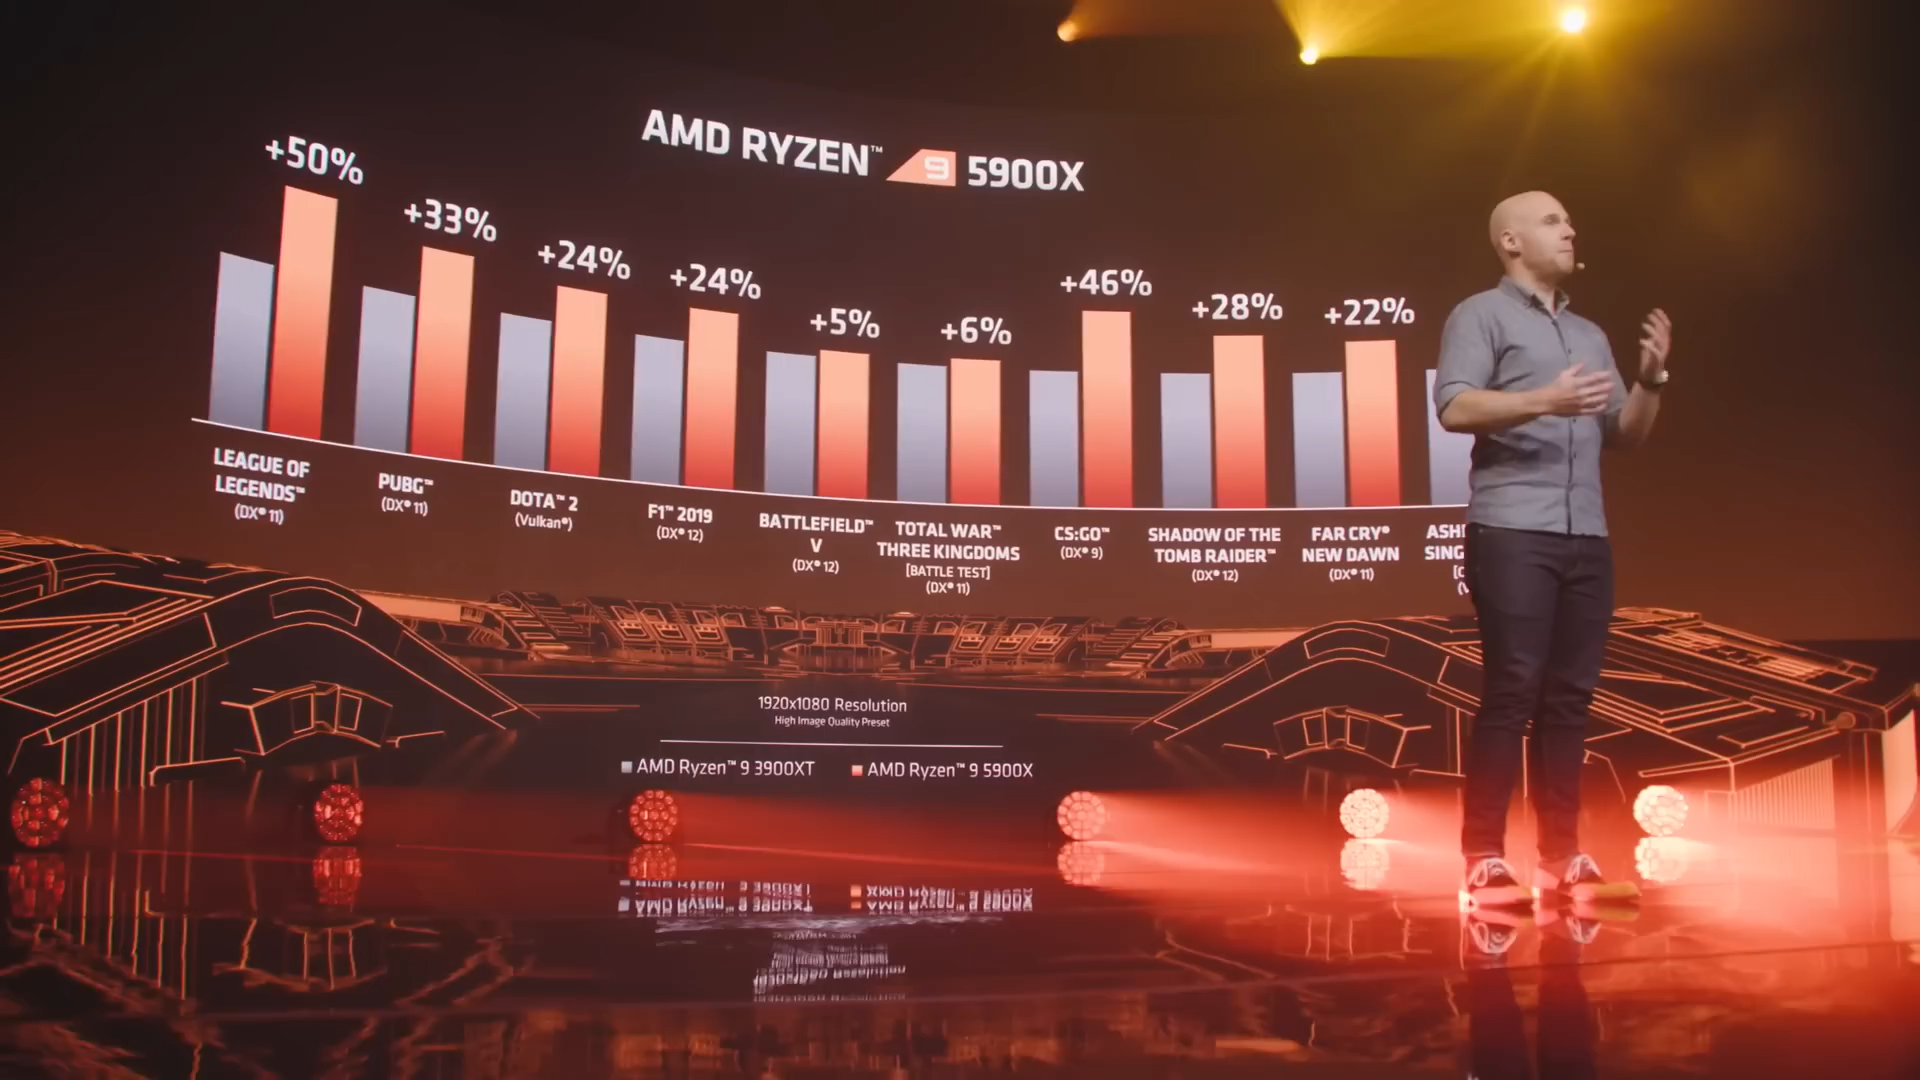 AMD RYZEN™ 9 5900X
+50%
+33%
+24%
+24%
+5%
+6%
+46%
+28%
+22%
LEAGUE OF
LEGENDS™
(DX® 11)
PUBG™
(DX® 11)
DOTA™ 2
(Vulkan®)
F1™ 2019
(DX® 12)
BATTLEFIELD™
V
(DX® 12)
TOTAL WAR™
THREE KINGDOMS
[BATTLE TEST]
(DX® 11)
CS:GO™
(DX® 9)
SHADOW OF THE
TOMB RAIDER™
(DX® 12)
FAR CRY®
NEW DAWN
(DX® 11)
1920x1080 Resolution
High Image Quality Preset
AMD Ryzen™ 9 3900XT
AMD Ryzen™ 9 5900X